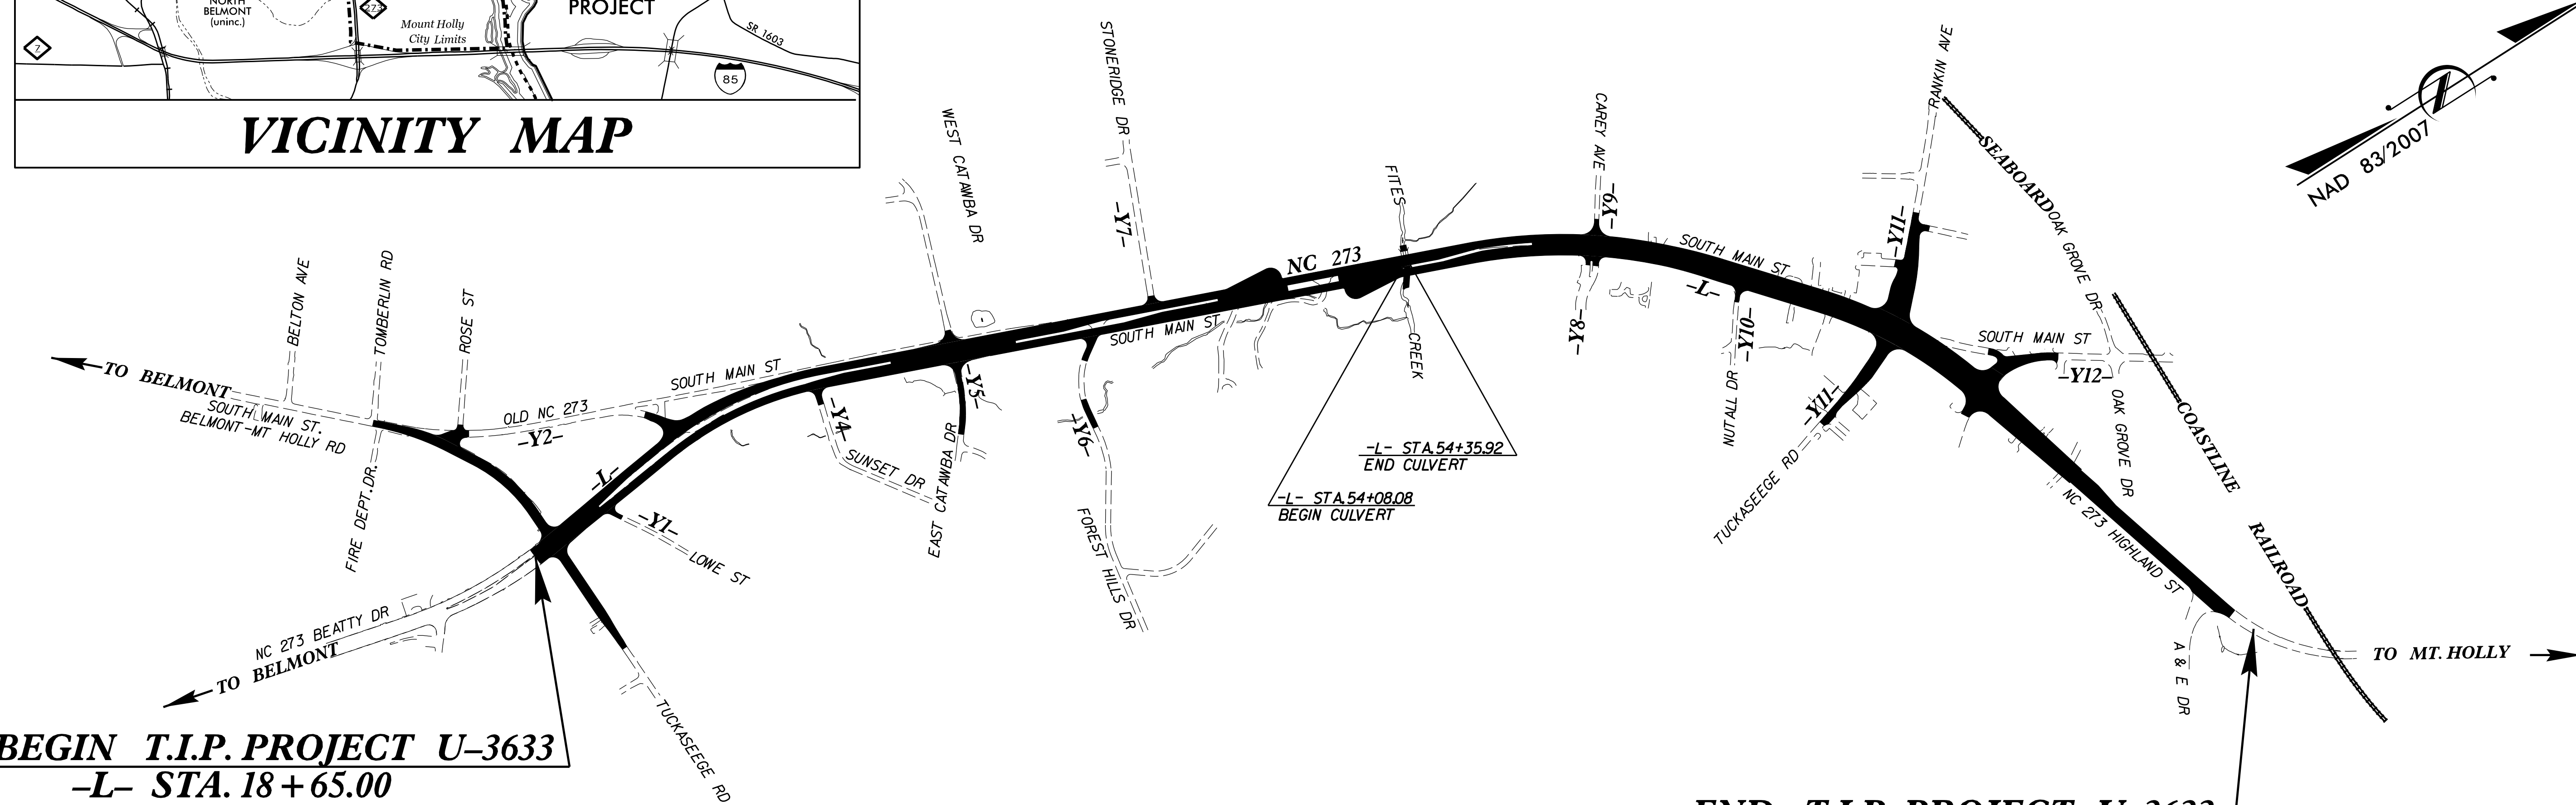 NORTH
BELMONT
(uninc.)
273
Mount Holly
City Limits
PROJECT
SR 1603
7
85
VICINITY MAP
NAD 83/2007
STONERIDGE DR
RANKIN AVE
WEST CATAWBA DR
CAREY AVE
FITES
CREEK
SEABOARD
COASTLINE
RAILROAD
OAK GROVE DR
BELTON AVE
TOMBERLIN RD
ROSE ST
-Y7-
-Y9-
-Y11-
NC 273
SOUTH MAIN ST
-L-
TO BELMONT
SOUTH MAIN ST.
BELMONT-MT HOLLY RD
OLD NC 273
-Y2-
SOUTH MAIN ST
SOUTH MAIN ST
-Y5-
-Y4-
-Y6-
-Y8-
-Y10-
NUTALL DR
-Y11-
SOUTH MAIN ST
-Y12-
OAK GROVE DR
FIRE DEPT. DR.
-L-
-Y1-
LOWE ST
SUNSET DR
EAST CATAWBA DR
FOREST HILLS DR
-L- STA. 54+35.92
END CULVERT
-L- STA. 54+08.08
BEGIN CULVERT
TUCKASEEGE RD
NC 273 HIGHLAND ST
A & E DR
TO MT. HOLLY
NC 273 BEATTY DR
TO BELMONT
TUCKASEEGE RD
BEGIN T.I.P. PROJECT U-3633
-L- STA. 18+65.00
END T.I.P. PROJECT U-3633